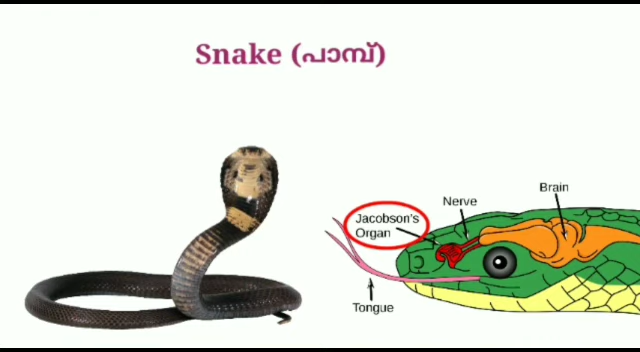 Snake (പാമ്പ്)
Brain
Nerve
Jacobson's
Organ
Tongue